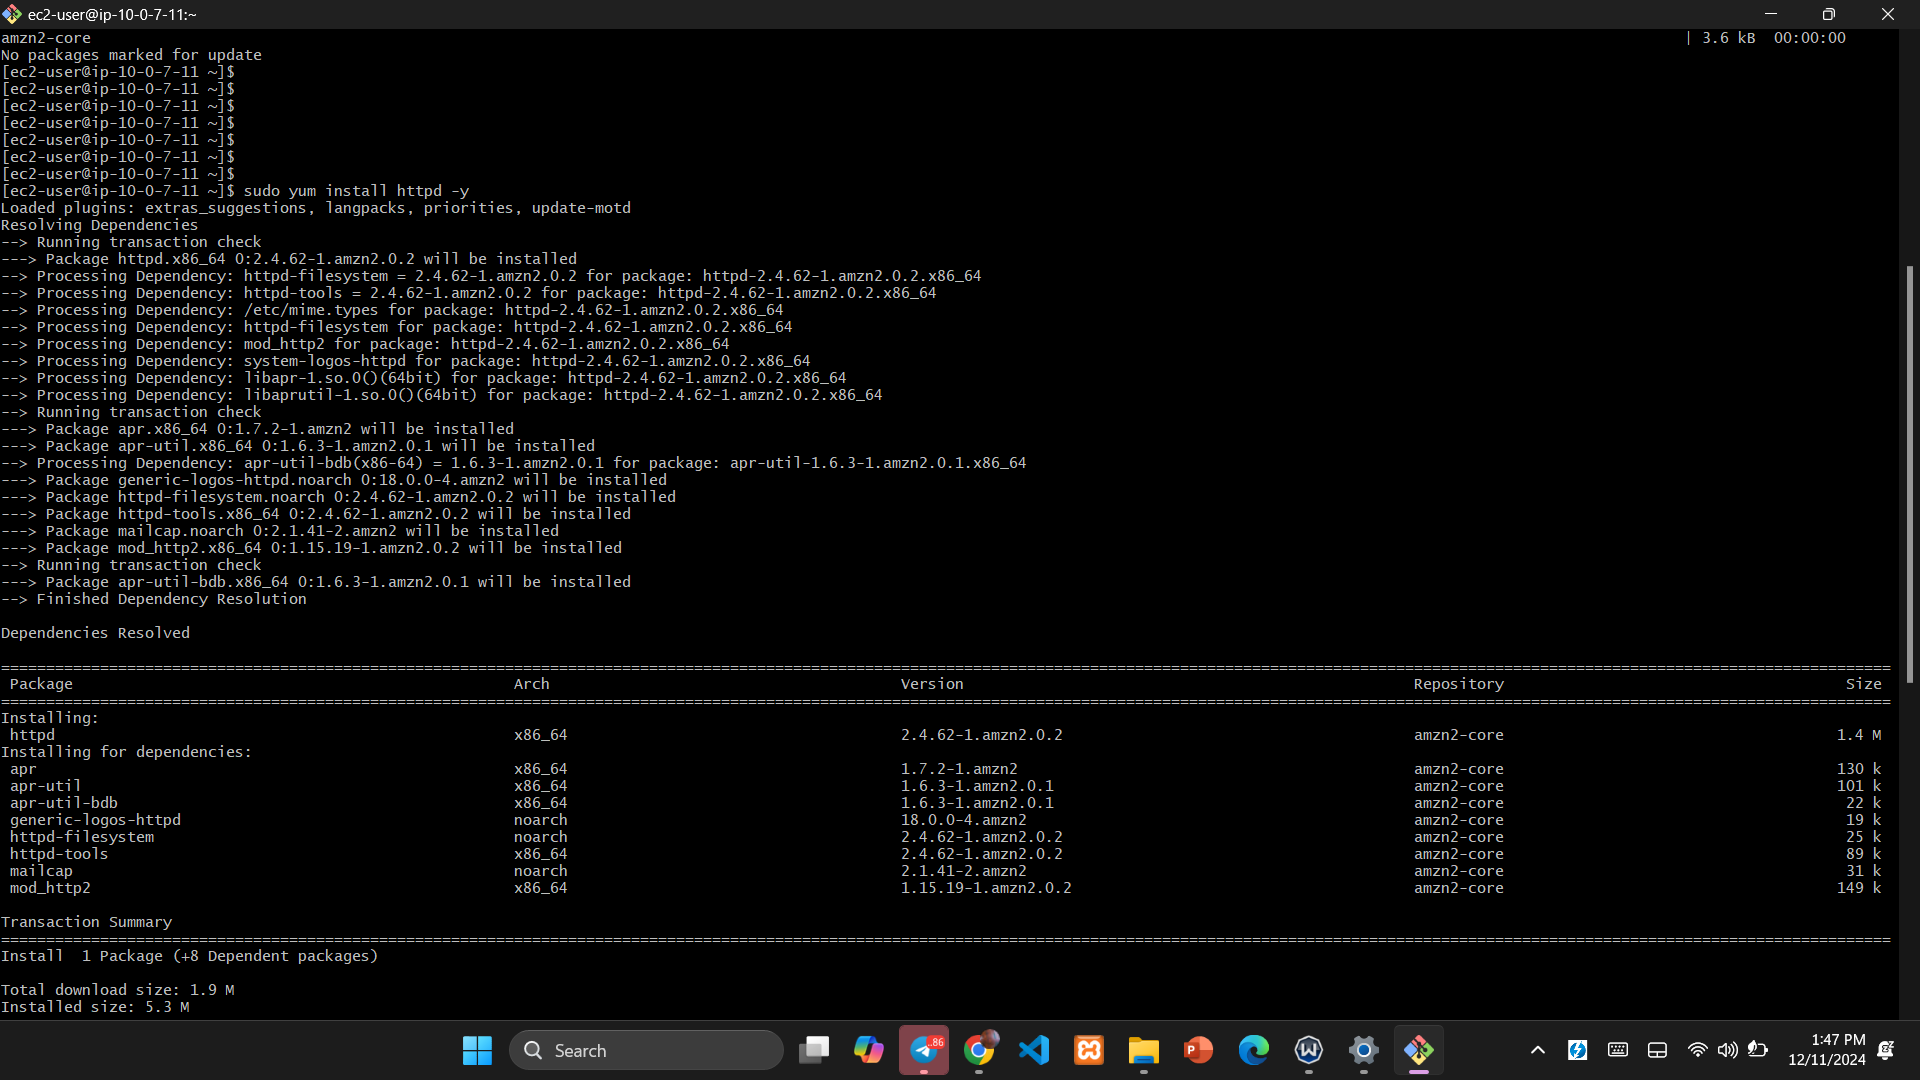 ec2-user@ip-10-0-7-11:~
amzn2-core | 3.6 kB 00:00:00
No packages marked for update
[ec2-user@ip-10-0-7-11 ~]$
[ec2-user@ip-10-0-7-11 ~]$
[ec2-user@ip-10-0-7-11 ~]$
[ec2-user@ip-10-0-7-11 ~]$
[ec2-user@ip-10-0-7-11 ~]$
[ec2-user@ip-10-0-7-11 ~]$
[ec2-user@ip-10-0-7-11 ~]$
[ec2-user@ip-10-0-7-11 ~]$ sudo yum install httpd -y
Loaded plugins: extras_suggestions, langpacks, priorities, update-motd
Resolving Dependencies
--> Running transaction check
---> Package httpd.x86_64 0:2.4.62-1.amzn2.0.2 will be installed
--> Processing Dependency: httpd-filesystem = 2.4.62-1.amzn2.0.2 for package: httpd-2.4.62-1.amzn2.0.2.x86_64
--> Processing Dependency: httpd-tools = 2.4.62-1.amzn2.0.2 for package: httpd-2.4.62-1.amzn2.0.2.x86_64
--> Processing Dependency: /etc/mime.types for package: httpd-2.4.62-1.amzn2.0.2.x86_64
--> Processing Dependency: httpd-filesystem for package: httpd-2.4.62-1.amzn2.0.2.x86_64
--> Processing Dependency: mod_http2 for package: httpd-2.4.62-1.amzn2.0.2.x86_64
--> Processing Dependency: system-logos-httpd for package: httpd-2.4.62-1.amzn2.0.2.x86_64
--> Processing Dependency: libapr-1.so.0()(64bit) for package: httpd-2.4.62-1.amzn2.0.2.x86_64
--> Processing Dependency: libaprutil-1.so.0()(64bit) for package: httpd-2.4.62-1.amzn2.0.2.x86_64
--> Running transaction check
---> Package apr.x86_64 0:1.7.2-1.amzn2 will be installed
---> Package apr-util.x86_64 0:1.6.3-1.amzn2.0.1 will be installed
--> Processing Dependency: apr-util-bdb(x86-64) = 1.6.3-1.amzn2.0.1 for package: apr-util-1.6.3-1.amzn2.0.1.x86_64
---> Package generic-logos-httpd.noarch 0:18.0.0-4.amzn2 will be installed
---> Package httpd-filesystem.noarch 0:2.4.62-1.amzn2.0.2 will be installed
---> Package httpd-tools.x86_64 0:2.4.62-1.amzn2.0.2 will be installed
---> Package mailcap.noarch 0:2.1.41-2.amzn2 will be installed
---> Package mod_http2.x86_64 0:1.15.19-1.amzn2.0.2 will be installed
--> Running transaction check
---> Package apr-util-bdb.x86_64 0:1.6.3-1.amzn2.0.1 will be installed
--> Finished Dependency Resolution
Dependencies Resolved
Package Arch Version Repository Size
Installing:
httpd x86_64 2.4.62-1.amzn2.0.2 amzn2-core 1.4 M
Installing for dependencies:
apr x86_64 1.7.2-1.amzn2 amzn2-core 130 k
apr-util x86_64 1.6.3-1.amzn2.0.1 amzn2-core 101 k
apr-util-bdb x86_64 1.6.3-1.amzn2.0.1 amzn2-core 22 k
generic-logos-httpd noarch 18.0.0-4.amzn2 amzn2-core 19 k
httpd-filesystem noarch 2.4.62-1.amzn2.0.2 amzn2-core 25 k
httpd-tools x86_64 2.4.62-1.amzn2.0.2 amzn2-core 89 k
mailcap noarch 2.1.41-2.amzn2 amzn2-core 31 k
mod_http2 x86_64 1.15.19-1.amzn2.0.2 amzn2-core 149 k
Transaction Summary
Install 1 Package (+8 Dependent packages)
Total download size: 1.9 M
Installed size: 5.3 M
Search
..86
1:47 PM
12/11/2024